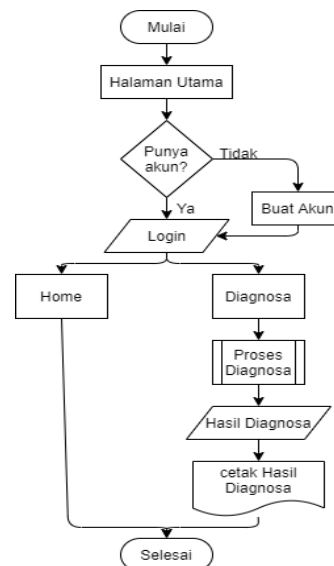 Mulai
Halaman Utama
Punya
akun?
Tidak
Ya
Buat Akun
Login
Home
Diagnosa
Proses
Diagnosa
Hasil Diagnosa
cetak Hasil
Diagnosa
Selesai